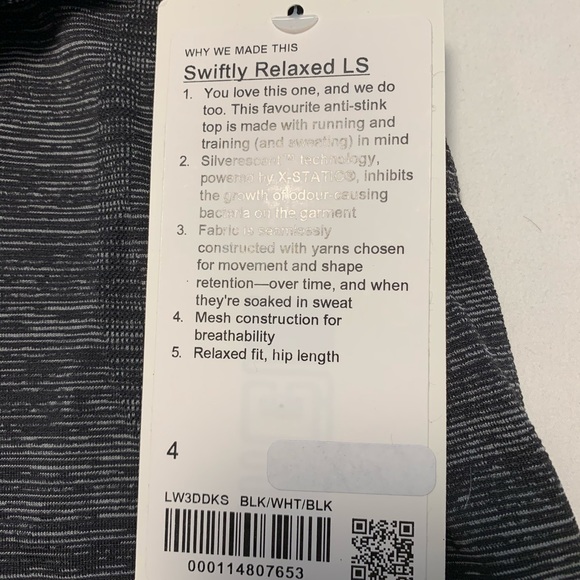 WHY WE MADE THIS
Swiftly Relaxed LS
1. You love this one, and we do
too. This favourite anti-stink
top is made with running and
training (and sweating) in mind
2. Silverescent™ technology,
powered by X-STATIC®, inhibits
the growth of odour-causing
bacteria on the garment
3. Fabric is seamlessly
constructed with yarns chosen
for movement and shape
retention—over time, and when
they're soaked in sweat
4. Mesh construction for
breathability
5. Relaxed fit, hip length
4
LW3DDKS BLK/WHT/BLK
000114807653